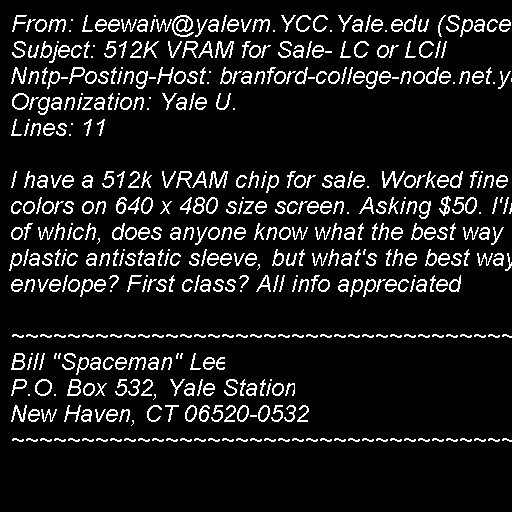 From: Leewaiw@yalevm.YCC.Yale.edu (Space
Subject: 512K VRAM for Sale- LC or LCII
Nntp-Posting-Host: branford-college-node.net.y
Organization: Yale U.
Lines: 11

I have a 512k VRAM chip for sale. Worked fine
colors on 640 x 480 size screen. Asking $50. I'll
of which, does anyone know what the best way
plastic antistatic sleeve, but what's the best way
envelope? First class? All info appreciated

~~~~~~~~~~~~~~~~~~~~~~~~~~~~~~~~~~~~
Bill "Spaceman" Lee
P.O. Box 532, Yale Station
New Haven, CT 06520-0532
~~~~~~~~~~~~~~~~~~~~~~~~~~~~~~~~~~~~